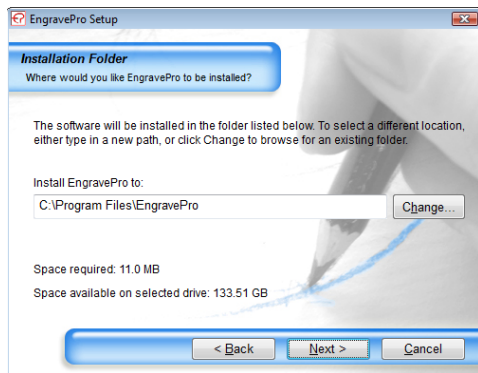 EngravePro Setup
Installation Folder
Where would you like EngravePro to be installed?
The software will be installed in the folder listed below. To select a different location,
either type in a new path, or click Change to browse for an existing folder.
Install EngravePro to:
C:\Program Files\EngravePro
Change...
Space required: 11.0 MB
Space available on selected drive: 133.51 GB
< Back
Next >
Cancel